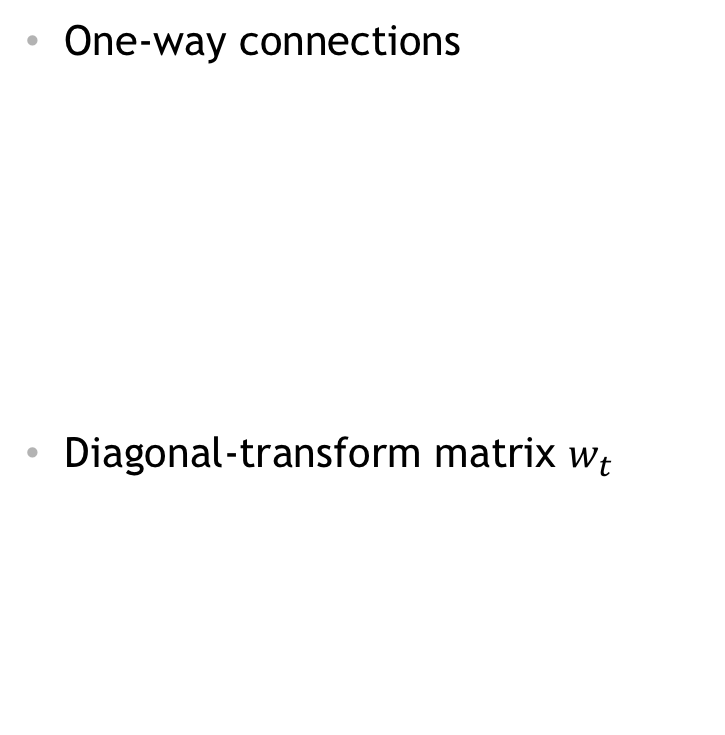 • One-way connections
• Diagonal-transform matrix $w_t$